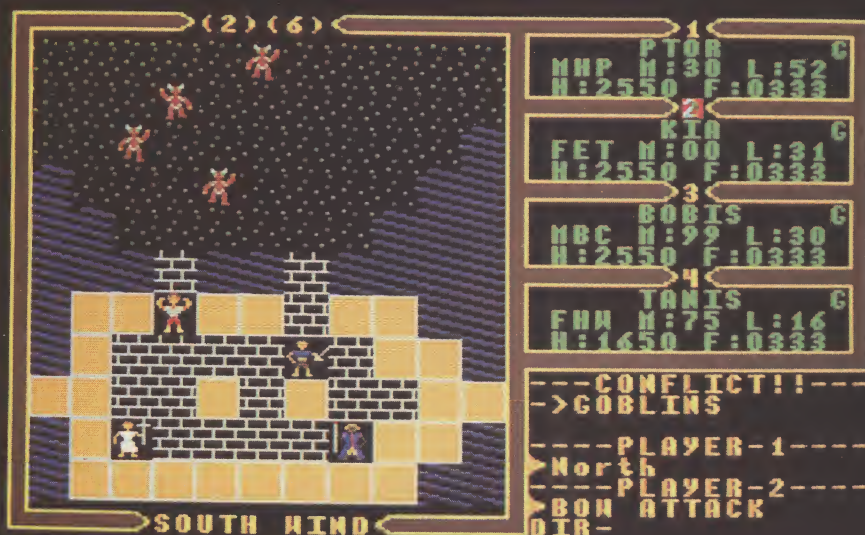 (2)(6)
SOUTH WIND
1
PTOR G
MHP M:30 L:52
H:2550 F:0333
2
KIA G
FET M:00 L:31
H:2550 F:0333
3
BOBIS G
MBC M:99 L:30
H:2550 F:0333
4
TANIS G
FHW M:75 L:16
H:1650 F:0333
----CONFLICT!!---
->GOBLINS
----PLAYER-1----
North
----PLAYER-2----
BOW ATTACK
DIR-